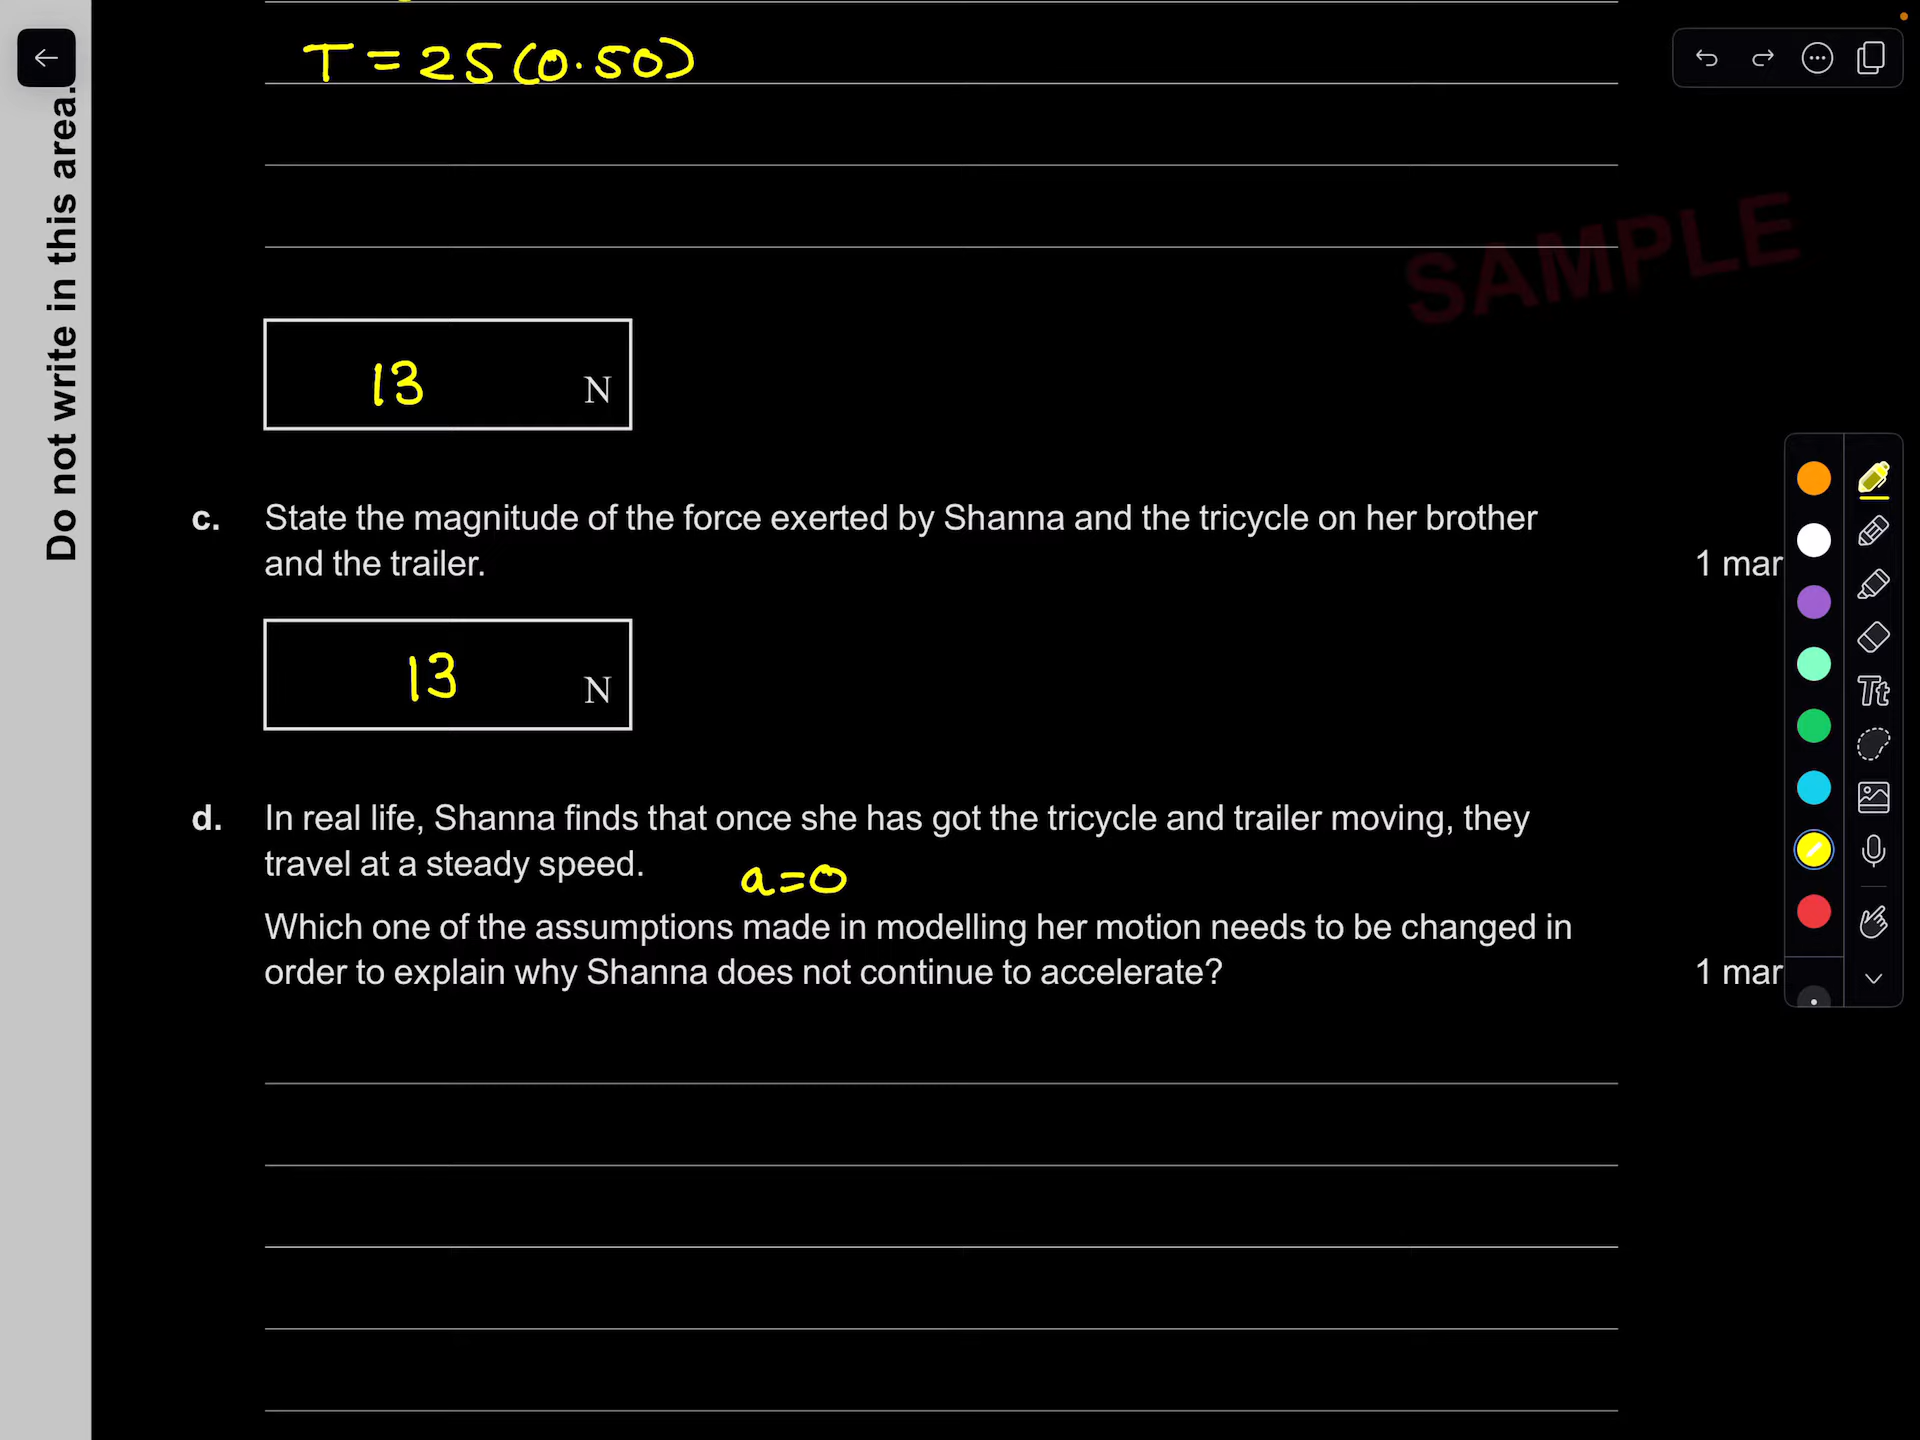 T = 25(0.50)
Do not write in this area.
SAMPLE
13 N
c. State the magnitude of the force exerted by Shanna and the tricycle on her brother
and the trailer.
1 mar
13 N
d. In real life, Shanna finds that once she has got the tricycle and trailer moving, they
travel at a steady speed.
a=0
Which one of the assumptions made in modelling her motion needs to be changed in
order to explain why Shanna does not continue to accelerate?
1 mar
Tt